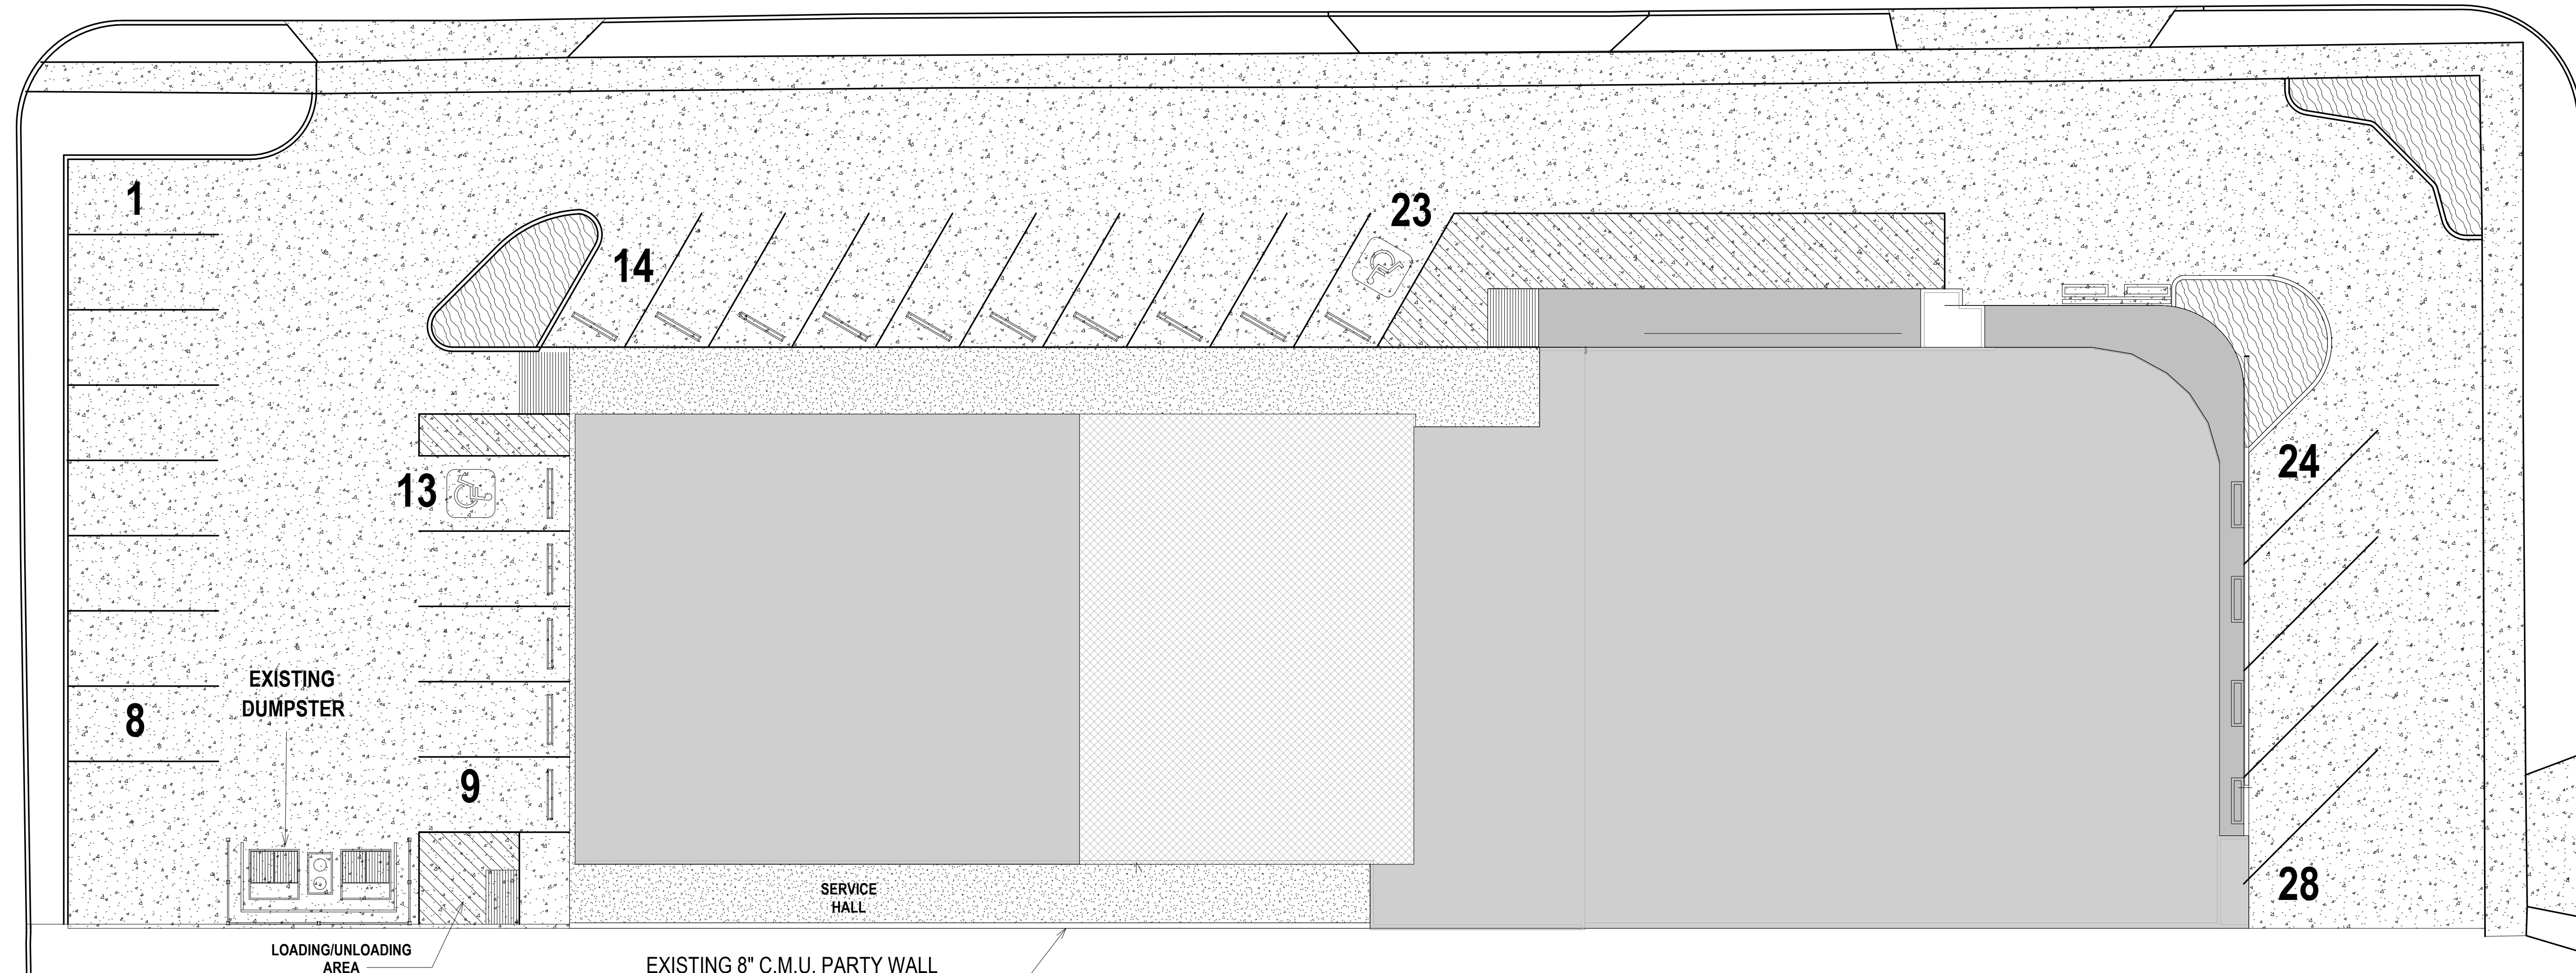 1
23
14
24
13
EXISTING
DUMPSTER
8
9
28
SERVICE
HALL
LOADING/UNLOADING
AREA
EXISTING 8" C.M.U. PARTY WALL